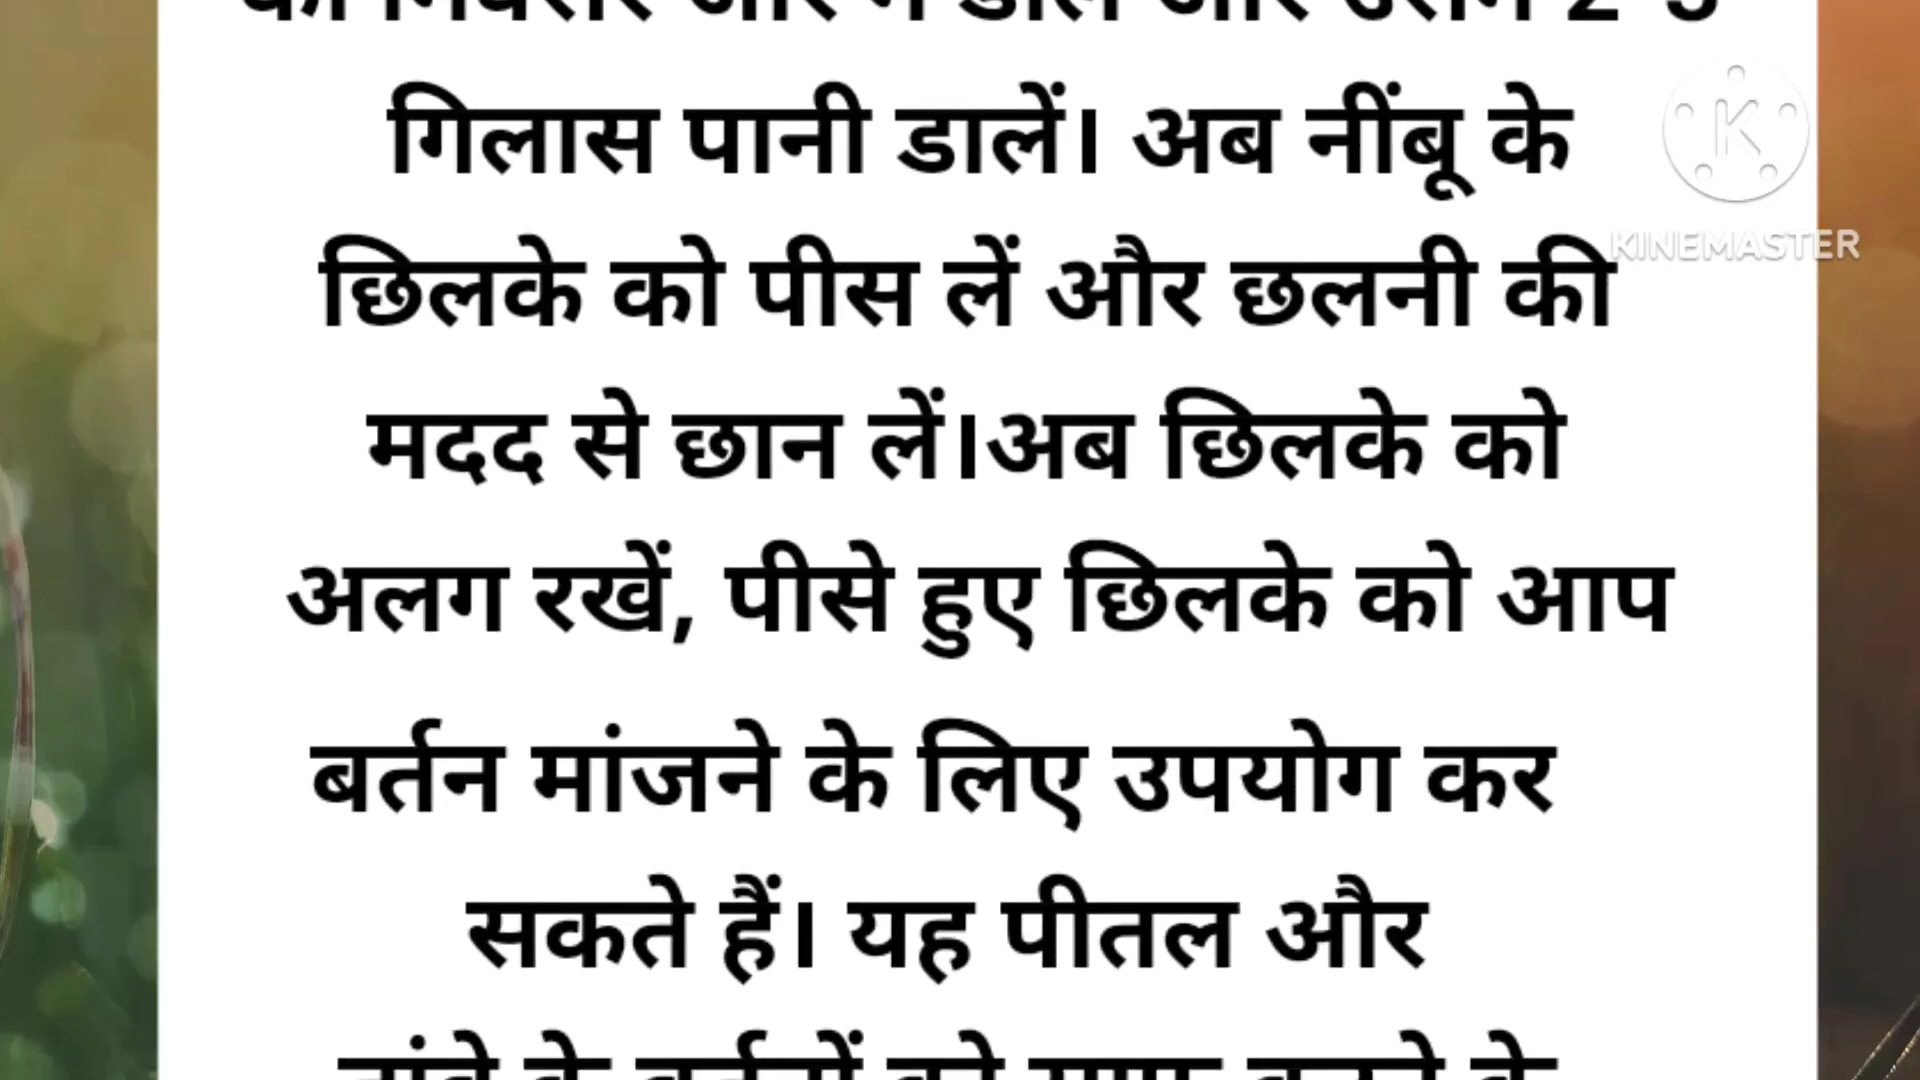 गिलास पानी डालें। अब नींबू के
छिलके को पीस लें और छलनी की
मदद से छान लें।अब छिलके को
अलग रखें, पीसे हुए छिलके को आप
बर्तन मांजने के लिए उपयोग कर
सकते हैं। यह पीतल और
KINEMASTER